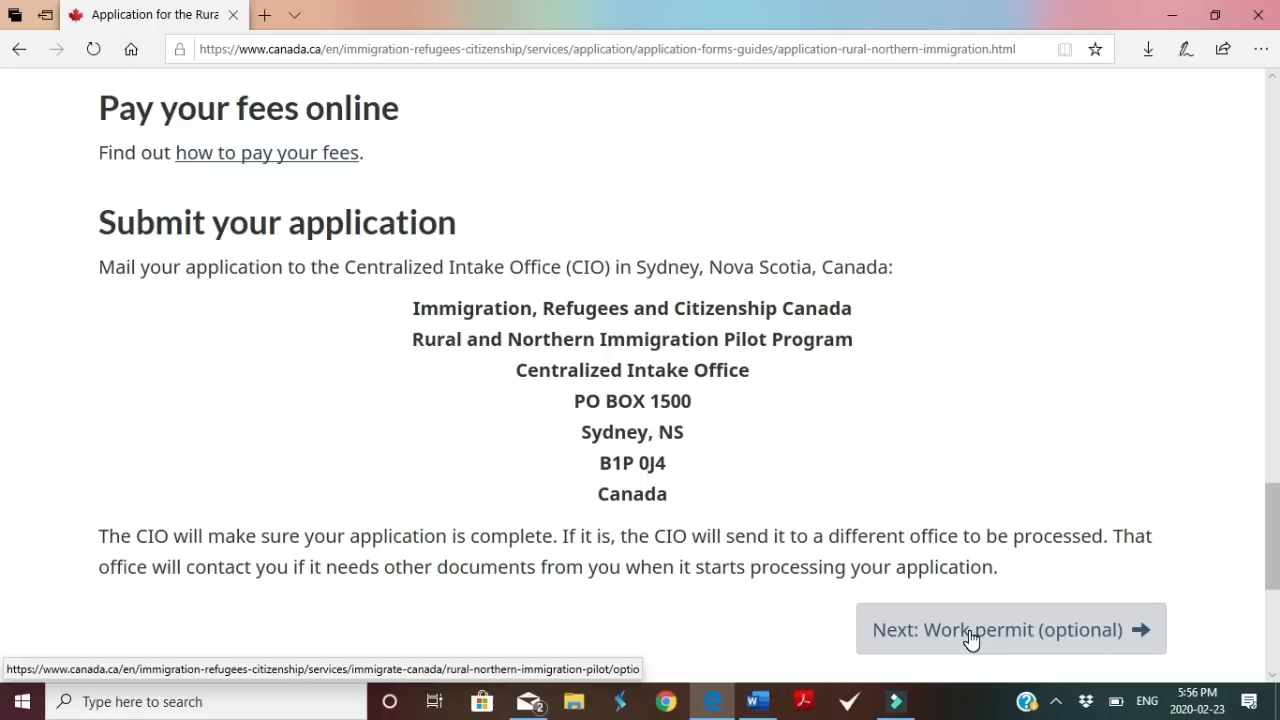 Application for the Rura
https://www.canada.ca/en/immigration-refugees-citizenship/services/application/application-forms-guides/application-rural-northern-immigration.html
Pay your fees online
Find out how to pay your fees.
Submit your application
Mail your application to the Centralized Intake Office (CIO) in Sydney, Nova Scotia, Canada:
Immigration, Refugees and Citizenship Canada
Rural and Northern Immigration Pilot Program
Centralized Intake Office
PO BOX 1500
Sydney, NS
B1P 0J4
Canada
The CIO will make sure your application is complete. If it is, the CIO will send it to a different office to be processed. That
office will contact you if it needs other documents from you when it starts processing your application.
Next: Work permit (optional)
https://www.canada.ca/en/immigration-refugees-citizenship/services/immigrate-canada/rural-northern-immigration-pilot/optio
Type here to search
2
ENG
5:56 PM
2020-02-23